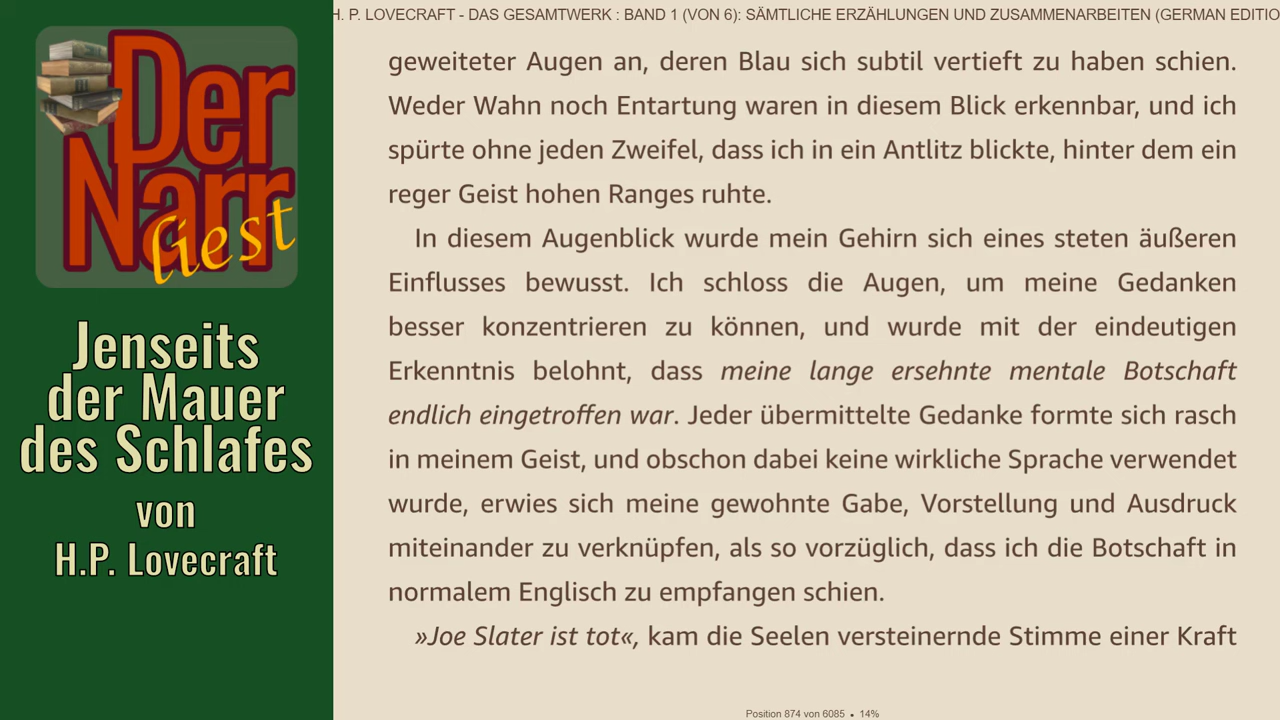 Der
Narr
liest
Jenseits
der Mauer
des Schlafes
von
H.P. Lovecraft
H. P. LOVECRAFT - DAS GESAMTWERK : BAND 1 (VON 6): SÄMTLICHE ERZÄHLUNGEN UND ZUSAMMENARBEITEN (GERMAN EDITIO
geweiteter Augen an, deren Blau sich subtil vertieft zu haben schien.
Weder Wahn noch Entartung waren in diesem Blick erkennbar, und ich
spürte ohne jeden Zweifel, dass ich in ein Antlitz blickte, hinter dem ein
reger Geist hohen Ranges ruhte.
In diesem Augenblick wurde mein Gehirn sich eines steten äußeren
Einflusses bewusst. Ich schloss die Augen, um meine Gedanken
besser konzentrieren zu können, und wurde mit der eindeutigen
Erkenntnis belohnt, dass meine lange ersehnte mentale Botschaft
endlich eingetroffen war. Jeder übermittelte Gedanke formte sich rasch
in meinem Geist, und obschon dabei keine wirkliche Sprache verwendet
wurde, erwies sich meine gewohnte Gabe, Vorstellung und Ausdruck
miteinander zu verknüpfen, als so vorzüglich, dass ich die Botschaft in
normalem Englisch zu empfangen schien.
»Joe Slater ist tot«, kam die Seelen versteinernde Stimme einer Kraft
Position 874 von 6085 • 14%